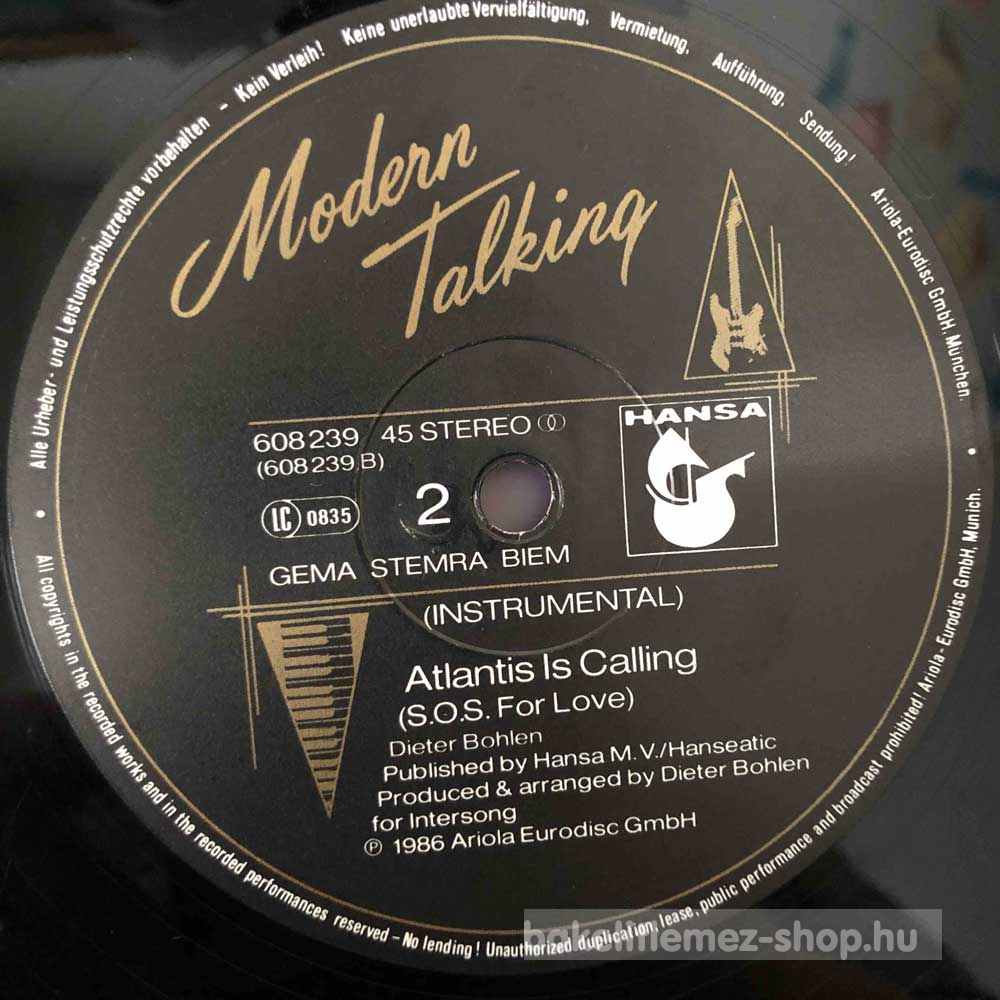 Alle Urheber- und Leistungsschutzrechte vorbehalten – Kein Verleih! Keine unerlaubte Vervielfältigung, Vermietung, Aufführung, Sendung! Ariola-Eurodisc GmbH, München.
Modern
Talking
HANSA
608 239 45 STEREO
(608 239 B)
LC 0835
2
GEMA STEMRA BIEM
(INSTRUMENTAL)
Atlantis Is Calling
(S.O.S. For Love)
Dieter Bohlen
Published by Hansa M.V./Hanseatic
Produced & arranged by Dieter Bohlen
for Intersong
℗ 1986 Ariola Eurodisc GmbH
All copyrights in the recorded works and in the recorded performances reserved – No lending! Unauthorized duplication, lease, public performance and broadcast prohibited! Ariola - Eurodisc GmbH, Munich.
bakelitlemez-shop.hu